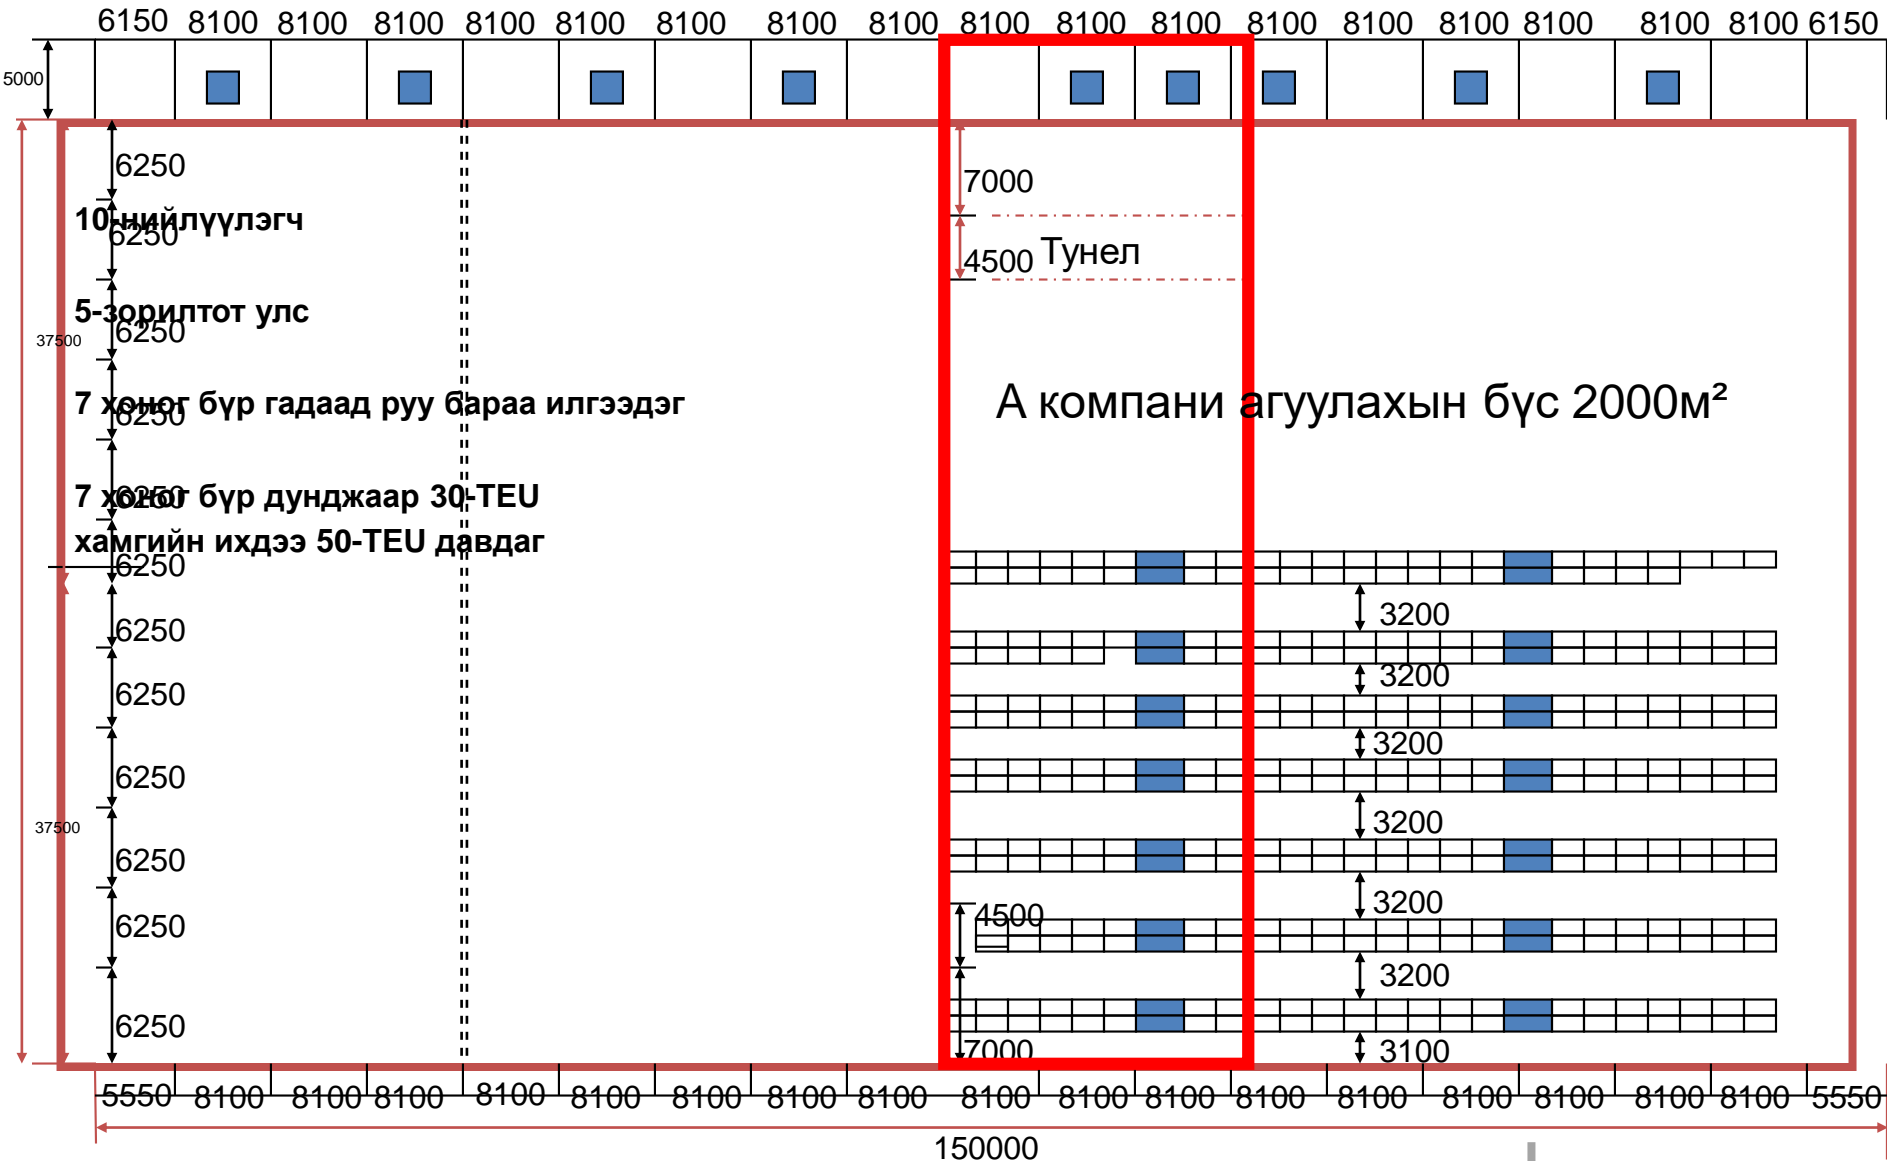 6150 8100 8100 8100 8100 8100 8100 8100 8100 8100 8100 8100 8100 8100 8100 8100 8100 8100 6150
5000
6250
7000
10-нийлүүлэгч
6250
4500 Тунел
5-зорилтот улс
6250
37500
7 хоног бүр гадаад руу бараа илгээдэг
6250
А компани агуулахын бүс 2000м²
7 хоног бүр дунджаар 30-TEU
6250
хамгийн ихдээ 50-TEU давдаг
6250
3200
6250
3200
6250
3200
6250
3200
37500
6250
3200
4500
6250
3200
6250
7000
3100
5550 8100 8100 8100 8100 8100 8100 8100 8100 8100 8100 8100 8100 8100 8100 8100 8100 8100 5550
150000